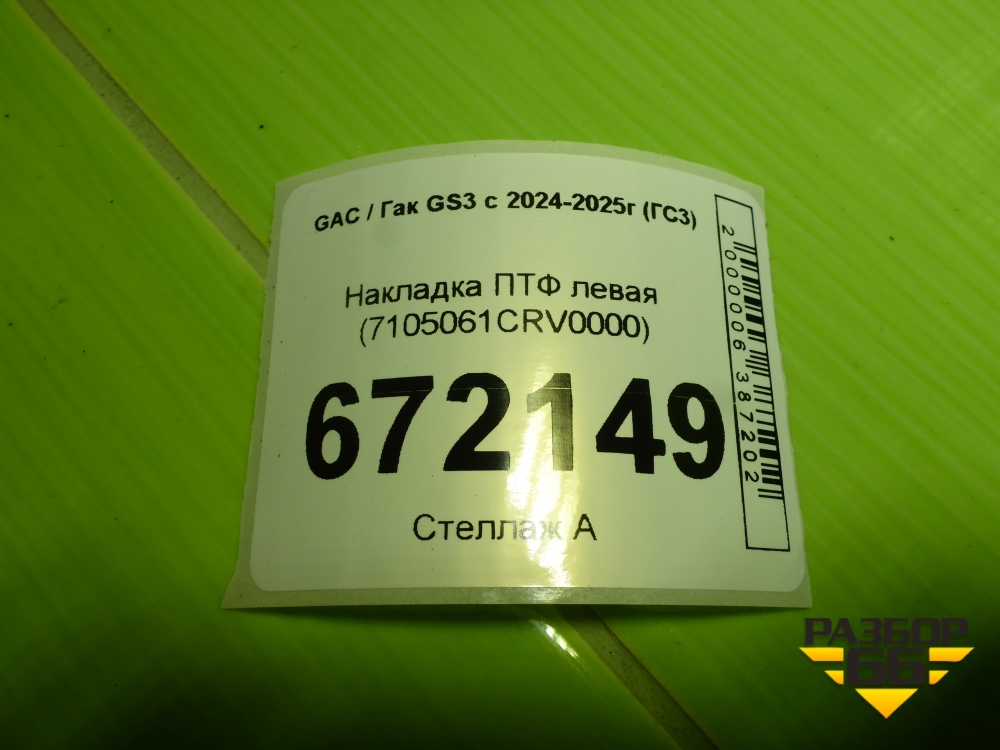 GAC / Гак GS3 с 2024-2025г (ГС3)
Накладка ПТФ левая
(7105061CRV0000)
672149
Стеллаж А
2000006387202
РАЗБОР
66